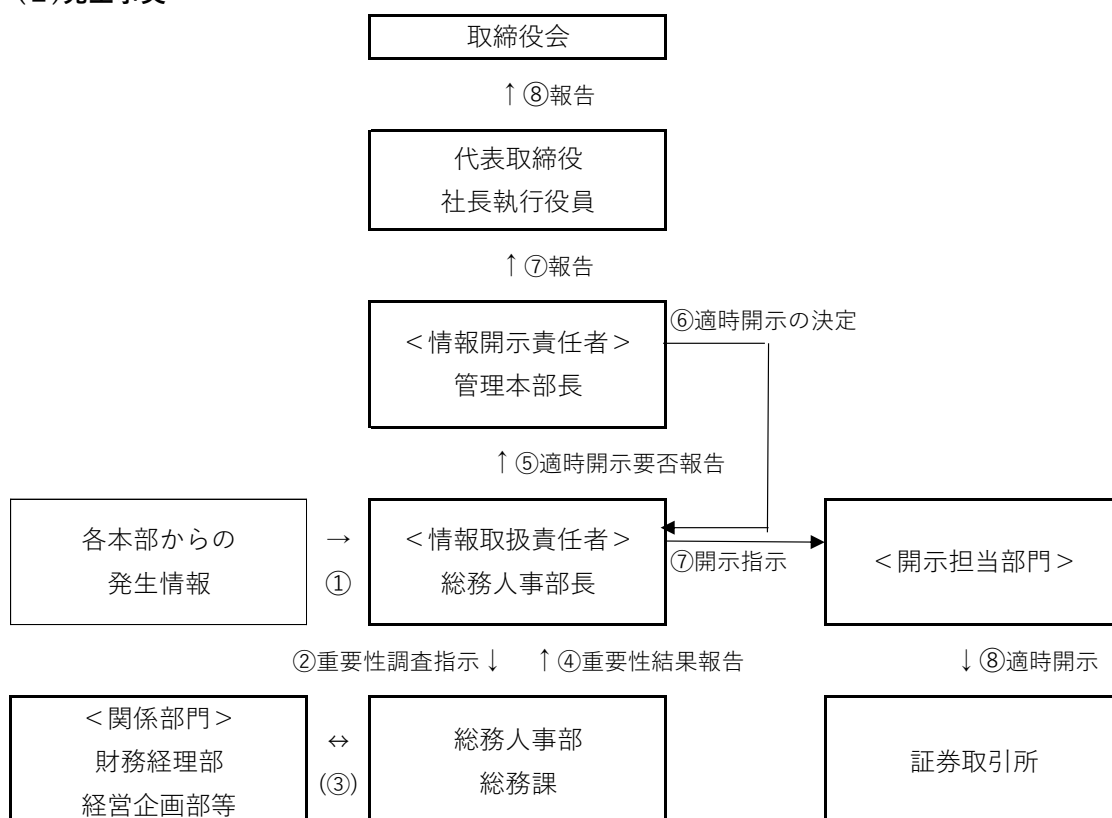 取締役会
↑⑧報告
代表取締役
社長執行役員
↑⑦報告
＜情報開示責任者＞
管理本部長
⑥適時開示の決定
↑⑤適時開示要否報告
各本部からの
発生情報
→
①
＜情報取扱責任者＞
総務人事部長
⑦開示指示
＜開示担当部門＞
②重要性調査指示↓
↑④重要性結果報告
↓⑧適時開示
＜関係部門＞
財務経理部
経営企画部等
↔
(③)
総務人事部
総務課
証券取引所